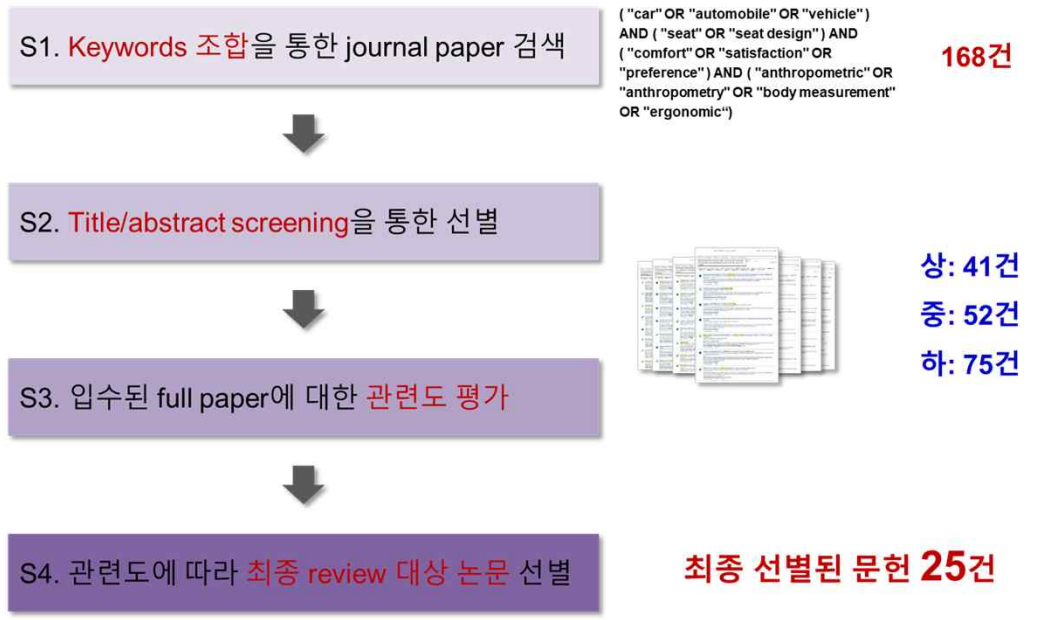 S1. Keywords 조합을 통한 journal paper 검색
( "car" OR "automobile" OR "vehicle" )
AND ( "seat" OR "seat design" ) AND
( "comfort" OR "satisfaction" OR
"preference" ) AND ( "anthropometric" OR
"anthropometry" OR "body measurement"
OR "ergonomic“)
168건
S2. Title/abstract screening을 통한 선별
상: 41건
중: 52건
하: 75건
S3. 입수된 full paper에 대한 관련도 평가
S4. 관련도에 따라 최종 review 대상 논문 선별
최종 선별된 문헌 25건